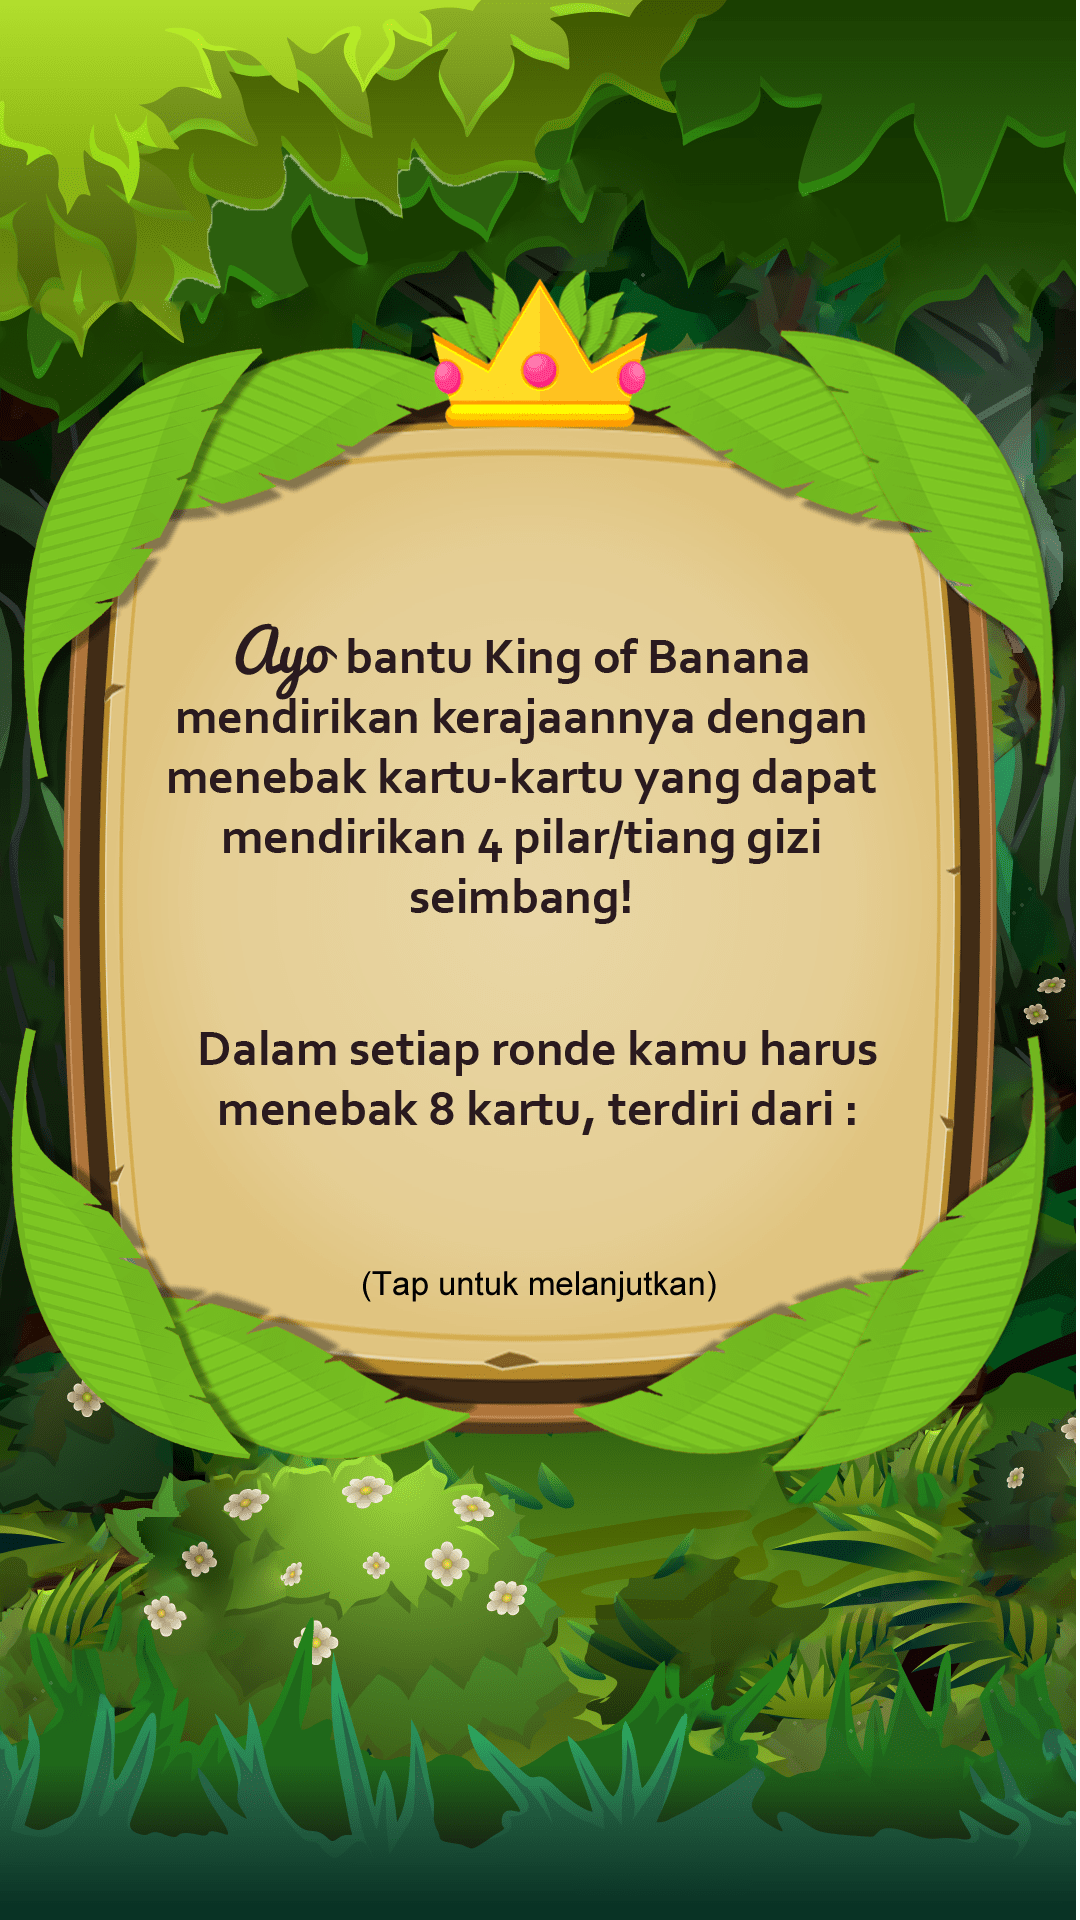 Ayo bantu King of Banana
mendirikan kerajaannya dengan
menebak kartu-kartu yang dapat
mendirikan 4 pilar/tiang gizi
seimbang!
Dalam setiap ronde kamu harus
menebak 8 kartu, terdiri dari :
(Tap untuk melanjutkan)